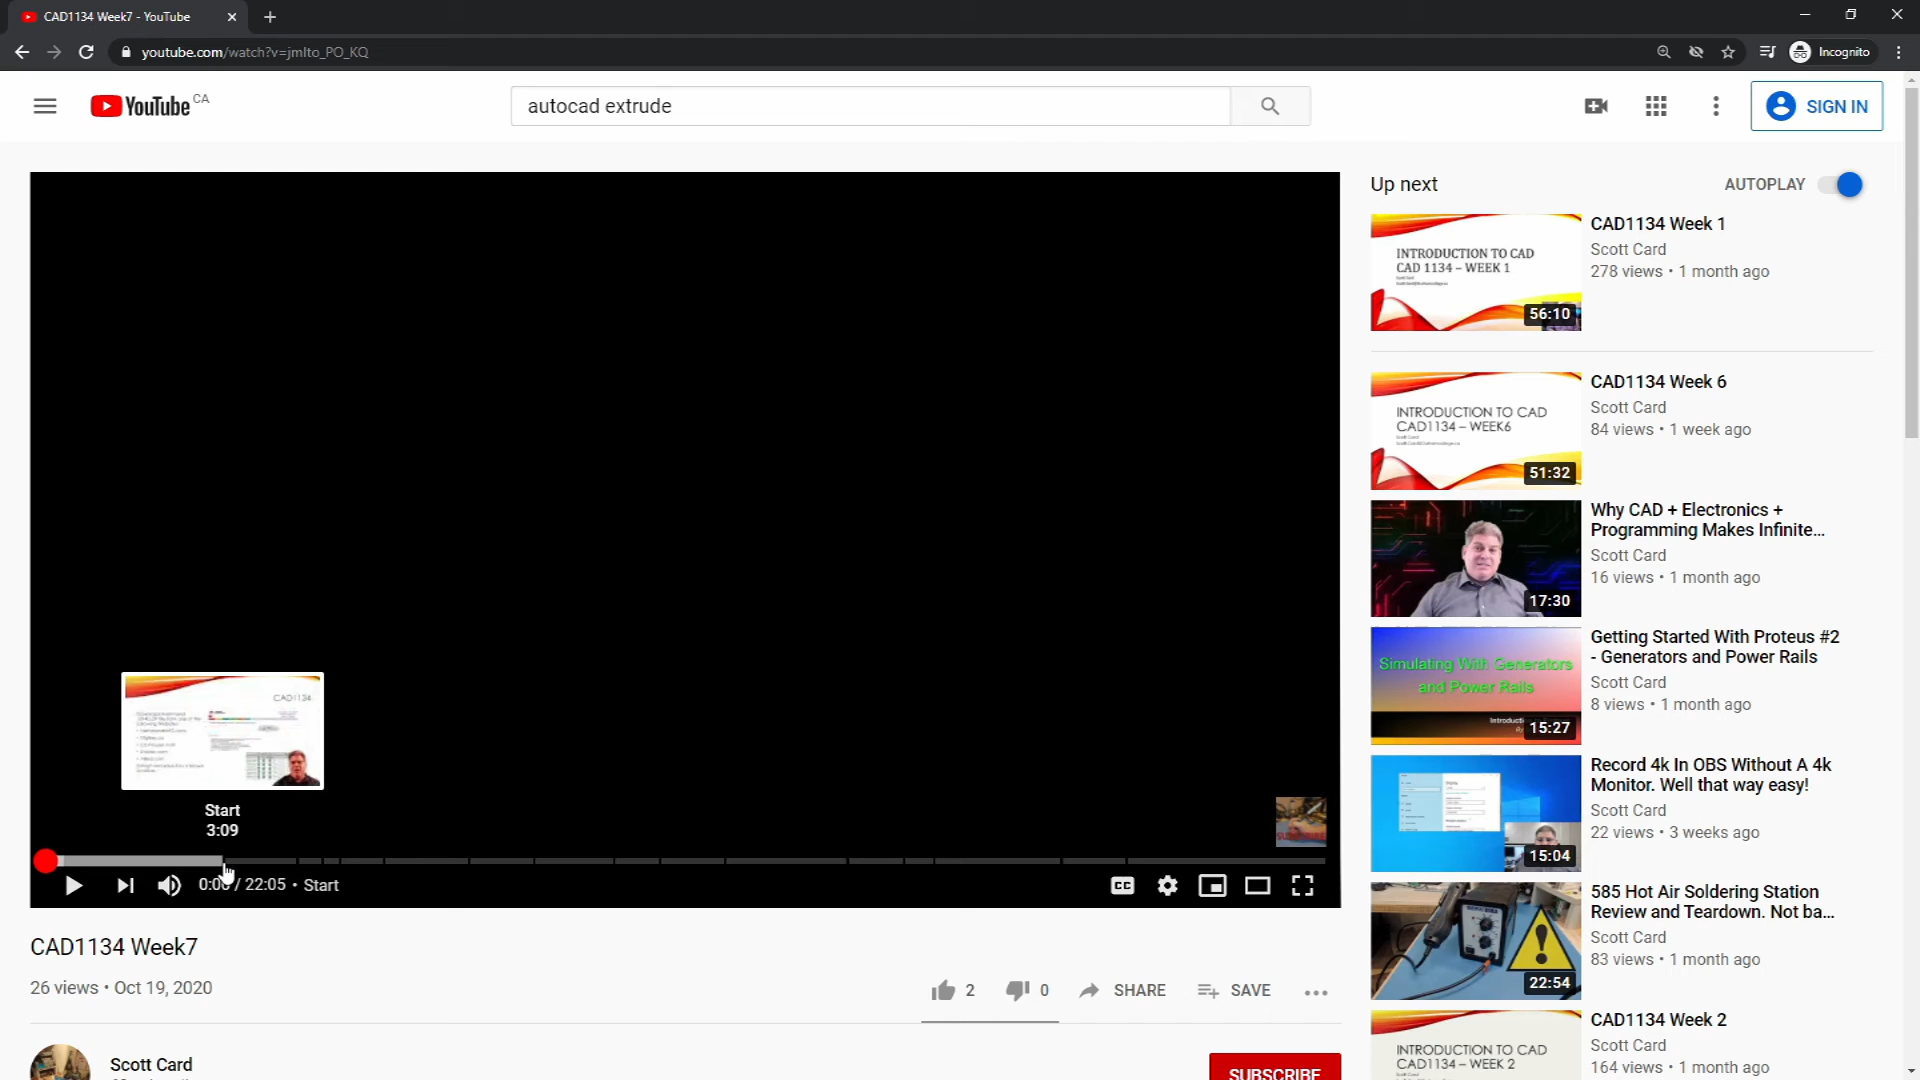 CAD1134 Week7 - YouTube
youtube.com/watch?v=jmlto_PO_KQ
Incognito
YouTube CA
autocad extrude
SIGN IN
Up next
AUTOPLAY
INTRODUCTION TO CAD
CAD 1134 – WEEK 1
56:10
CAD1134 Week 1
Scott Card
278 views • 1 month ago
INTRODUCTION TO CAD
CAD1134 – WEEK6
51:32
CAD1134 Week 6
Scott Card
84 views • 1 week ago
17:30
Why CAD + Electronics +
Programming Makes Infinite...
Scott Card
16 views • 1 month ago
Simulating With Generators
and Power Rails
15:27
Getting Started With Proteus #2
- Generators and Power Rails
Scott Card
8 views • 1 month ago
15:04
Record 4k In OBS Without A 4k
Monitor. Well that way easy!
Scott Card
22 views • 3 weeks ago
22:54
585 Hot Air Soldering Station
Review and Teardown. Not ba...
Scott Card
83 views • 1 month ago
INTRODUCTION TO CAD
CAD1134 – WEEK 2
CAD1134 Week 2
Scott Card
164 views • 1 month ago
CAD1134
Start
3:09
/ 22:05 • Start
CC
CAD1134 Week7
26 views • Oct 19, 2020
2
0
SHARE
SAVE
Scott Card
SUBSCRIBE